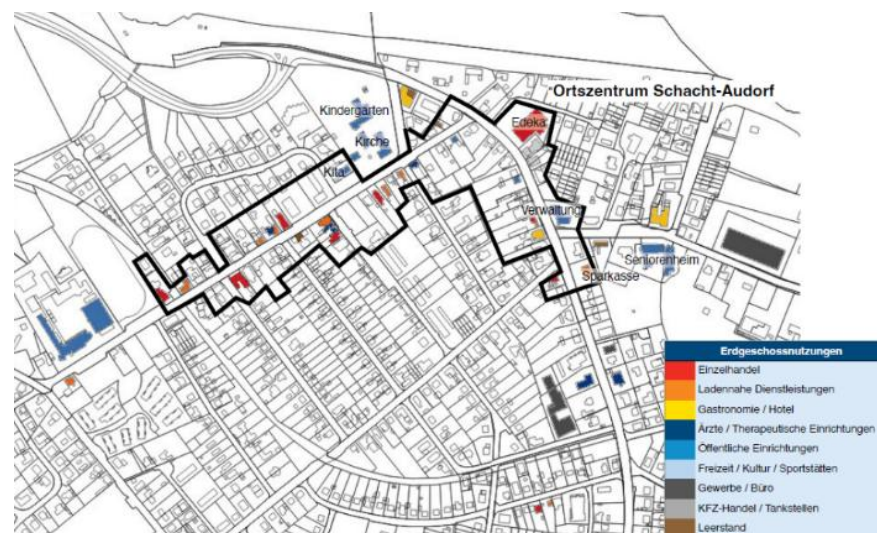 Ortszentrum Schacht-Audorf
Kindergarten
Edeka
Kirche
Kita
Verwaltung
Seniorenheim
Sparkasse
Erdgeschossnutzungen
Einzelhandel
Ladennahe Dienstleistungen
Gastronomie / Hotel
Ärzte / Therapeutische Einrichtungen
Öffentliche Einrichtungen
Freizeit / Kultur / Sportstätten
Gewerbe / Büro
KFZ-Handel / Tankstellen
Leerstand